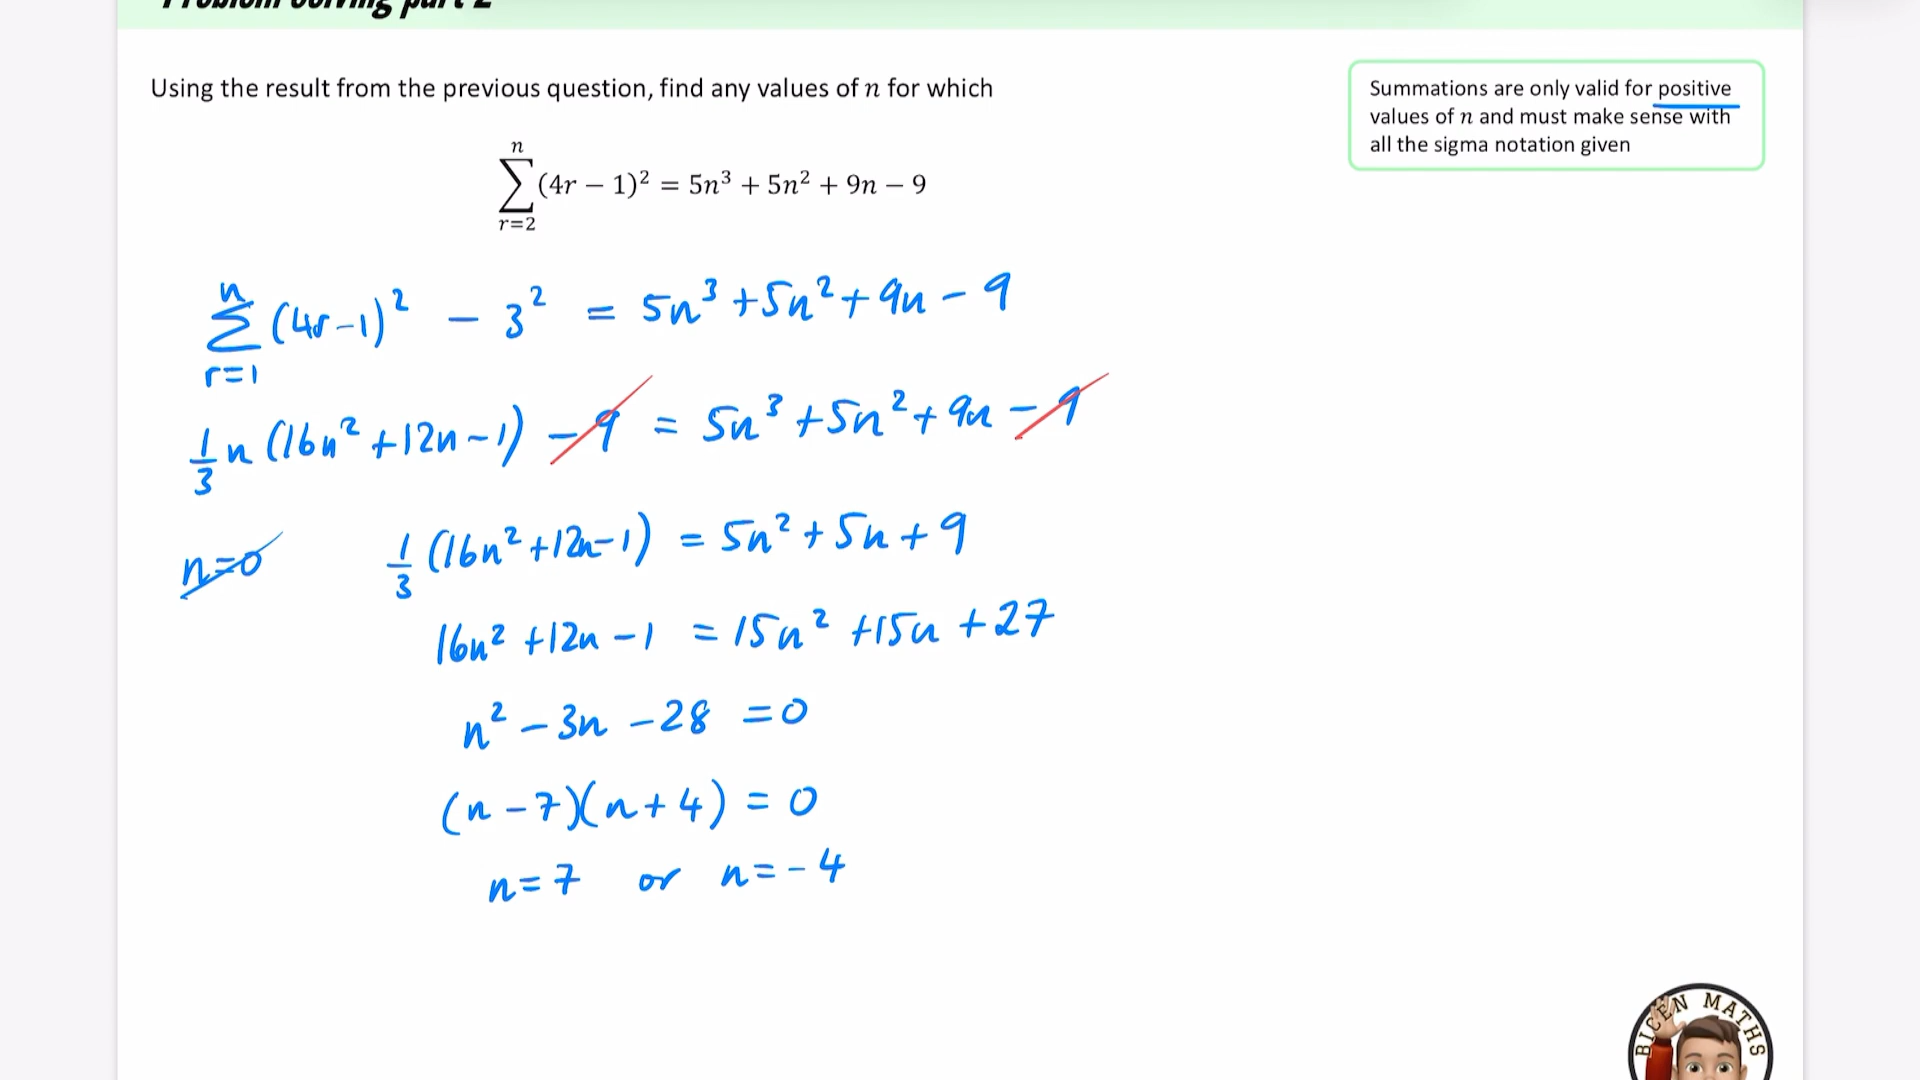 Problem solving part 2
Using the result from the previous question, find any values of n for which
Summations are only valid for positive
values of n and must make sense with
all the sigma notation given
n
∑ (4r − 1)² = 5n³ + 5n² + 9n − 9
r=2
n
∑ (4r−1)² − 3² = 5n³ + 5n² + 9n − 9
r=1
1/3 n (16n² + 12n − 1) − 9 = 5n³ + 5n² + 9n − 9
n=0 1/3 (16n² + 12n − 1) = 5n² + 5n + 9
16n² + 12n − 1 = 15n² + 15n + 27
n² − 3n − 28 = 0
(n − 7)(n + 4) = 0
n = 7 or n = − 4
BICEN MATHS